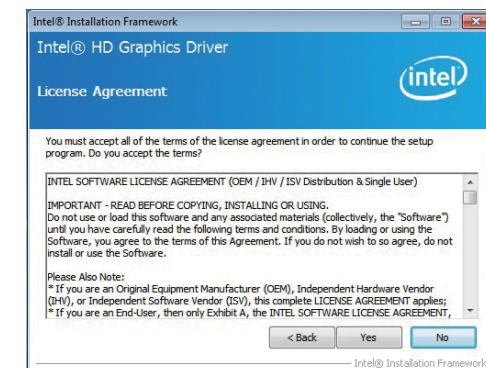 Intel® Installation Framework
Intel® HD Graphics Driver
License Agreement
intel
You must accept all of the terms of the license agreement in order to continue the setup
program. Do you accept the terms?
INTEL SOFTWARE LICENSE AGREEMENT (OEM / IHV / ISV Distribution & Single User)
IMPORTANT - READ BEFORE COPYING, INSTALLING OR USING.
Do not use or load this software and any associated materials (collectively, the "Software")
until you have carefully read the following terms and conditions. By loading or using the
Software, you agree to the terms of this Agreement. If you do not wish to so agree, do not
install or use the Software.
Please Also Note:
* If you are an Original Equipment Manufacturer (OEM), Independent Hardware Vendor
(IHV), or Independent Software Vendor (ISV), this complete LICENSE AGREEMENT applies;
* If you are an End-User, then only Exhibit A, the INTEL SOFTWARE LICENSE AGREEMENT,
< Back Yes No
Intel® Installation Framework